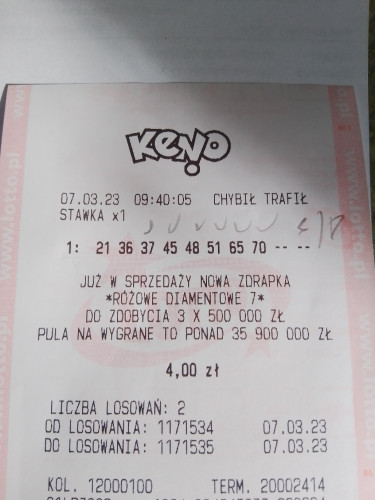 KENO
07.03.23 09:40:05 CHYBIŁ TRAFIŁ
STAWKA x1
1: 21 36 37 45 48 51 65 70 -- --
JUŻ W SPRZEDAŻY NOWA ZDRAPKA
*RÓŻOWE DIAMENTOWE 7*
DO ZDOBYCIA 3 X 500 000 ZŁ
PULA NA WYGRANE TO PONAD 35 900 000 ZŁ
4,00 zł
LICZBA LOSOWAŃ: 2
OD LOSOWANIA: 1171534 07.03.23
DO LOSOWANIA: 1171535 07.03.23
KOL. 12000100 TERM. 20002414
www.lotto.pl